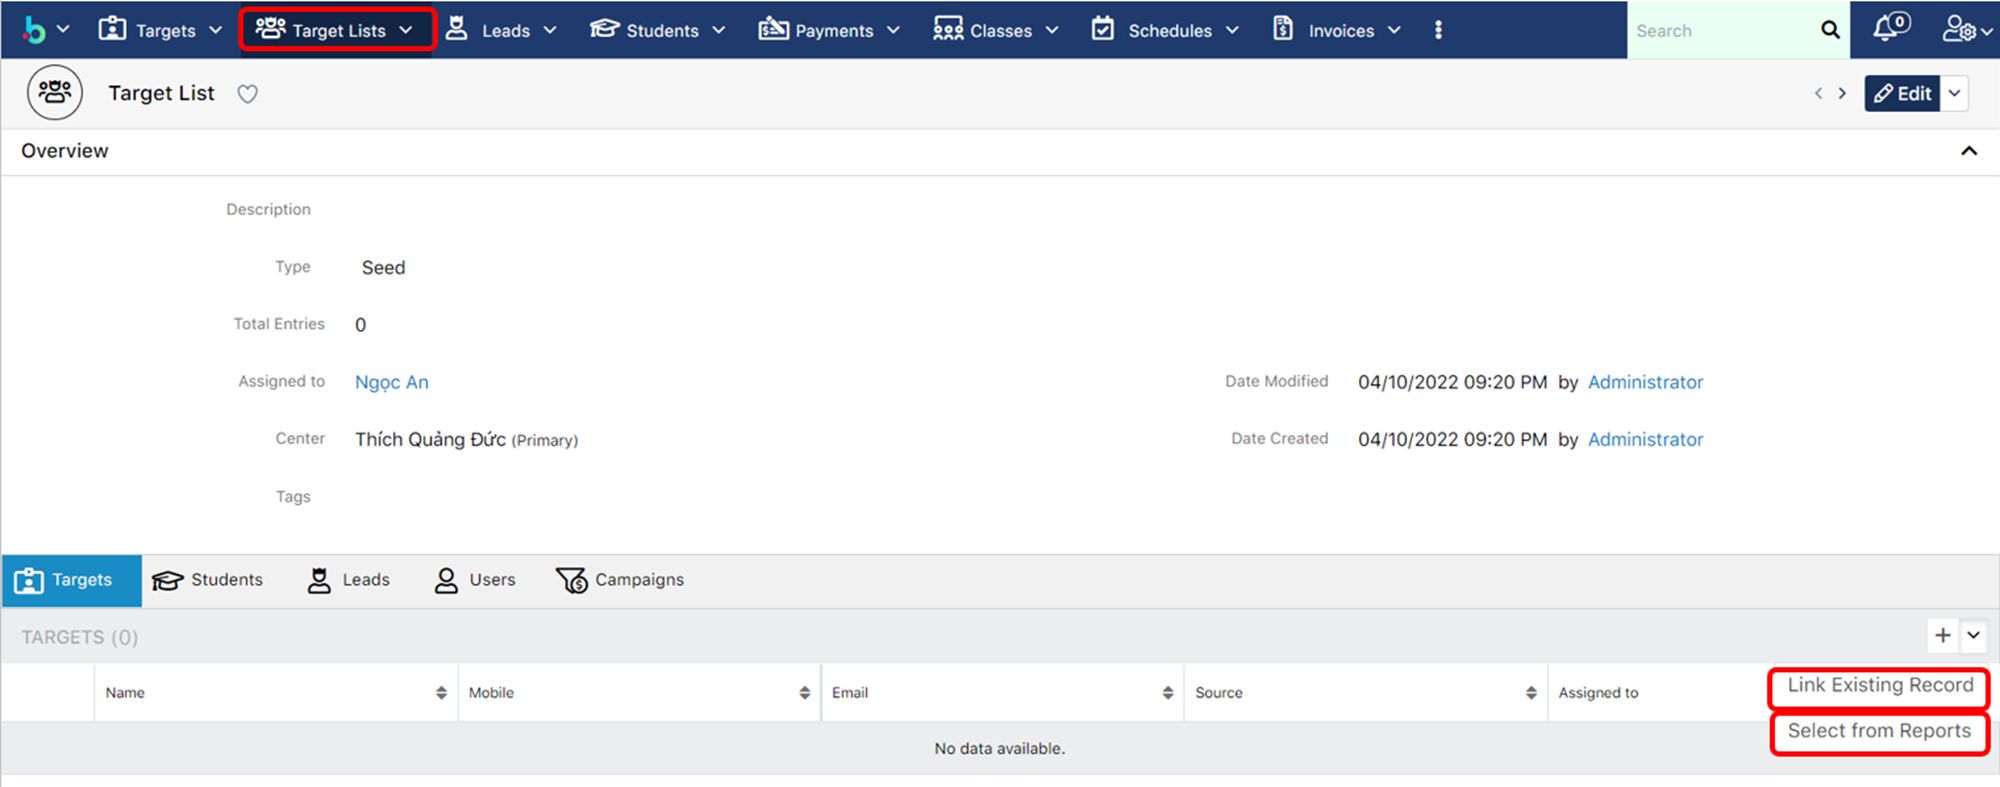 Targets Target Lists Leads Students Payments Classes Schedules Invoices Search 0
Target List Edit
Overview
Description
Type Seed
Total Entries 0
Assigned to Ngọc An Date Modified 04/10/2022 09:20 PM by Administrator
Center Thích Quảng Đức (Primary) Date Created 04/10/2022 09:20 PM by Administrator
Tags
Targets Students Leads Users Campaigns
TARGETS (0)
Name Mobile Email Source Assigned to Link Existing Record
Select from Reports
No data available.